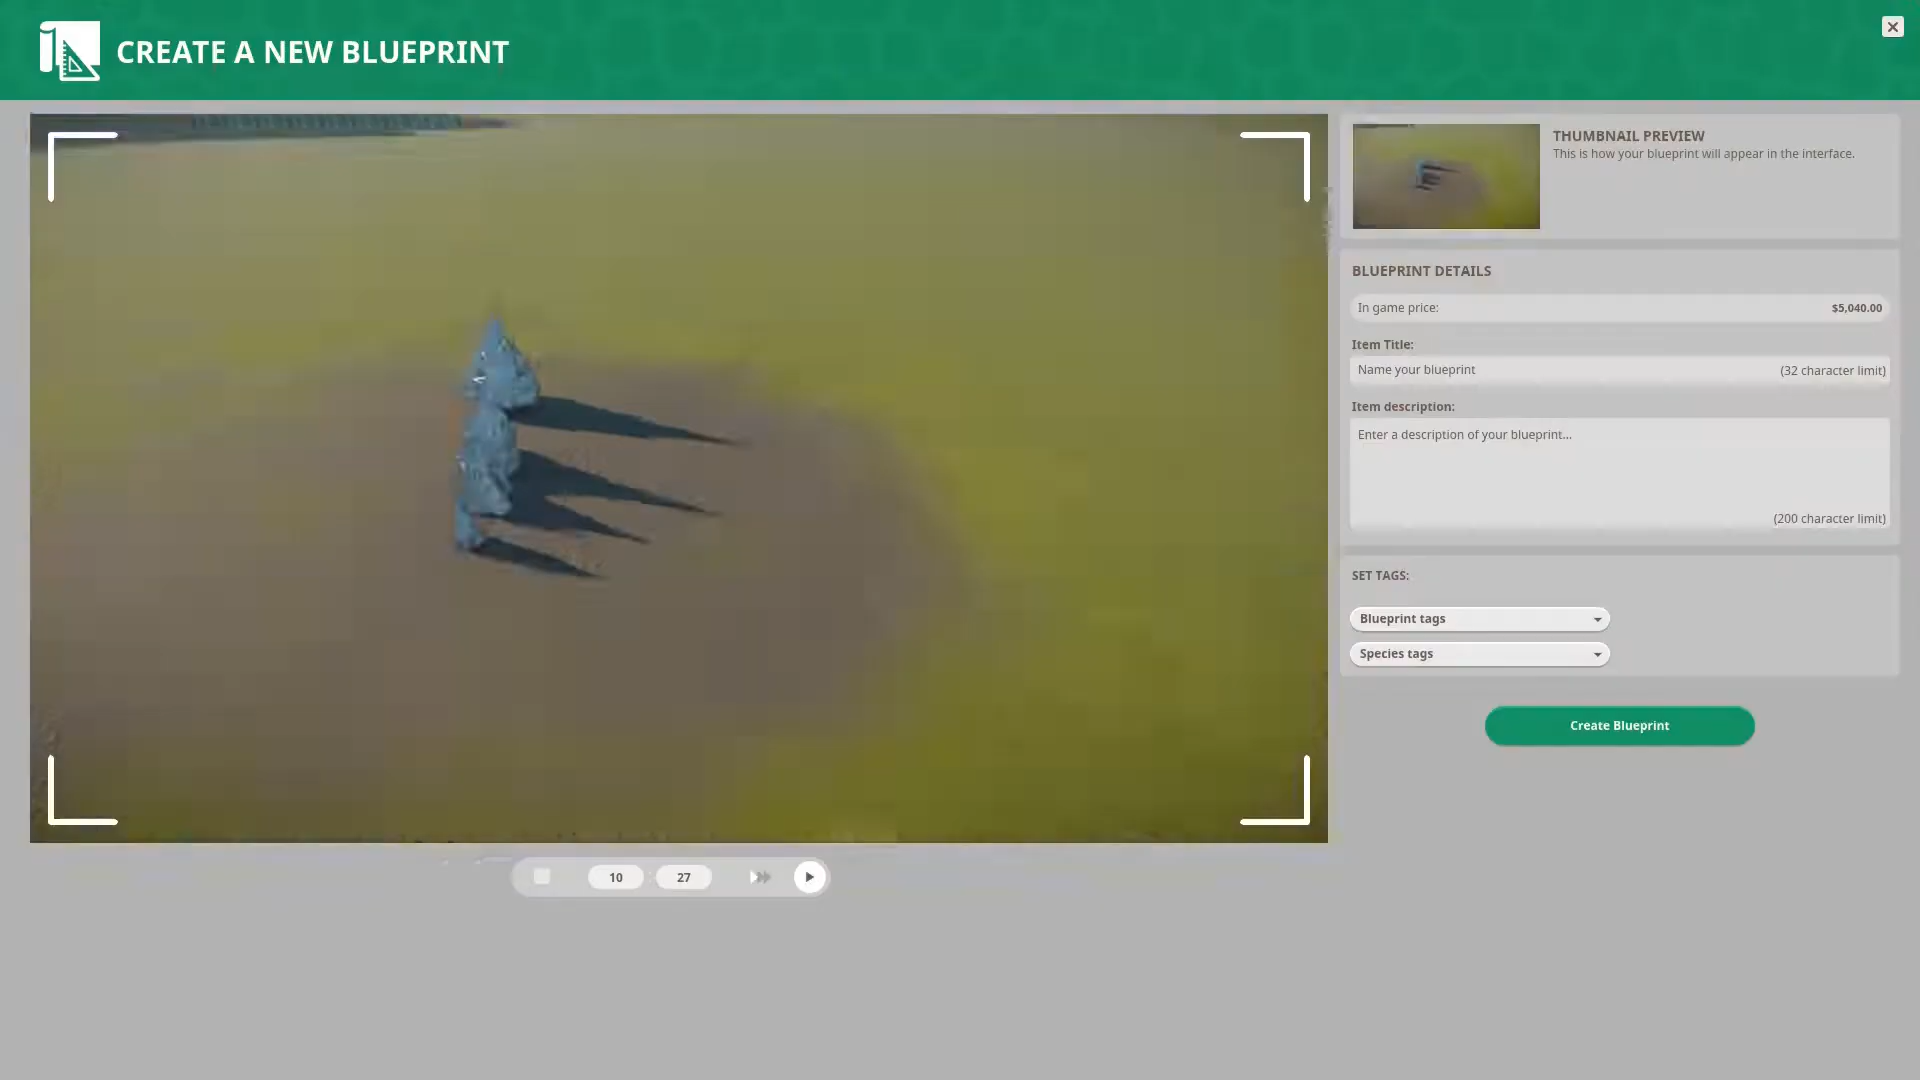 CREATE A NEW BLUEPRINT
THUMBNAIL PREVIEW
This is how your blueprint will appear in the interface.
BLUEPRINT DETAILS
In game price: $5,040.00
Item Title:
Name your blueprint (32 character limit)
Item description:
Enter a description of your blueprint...
(200 character limit)
SET TAGS:
Blueprint tags
Species tags
Create Blueprint
10 : 27